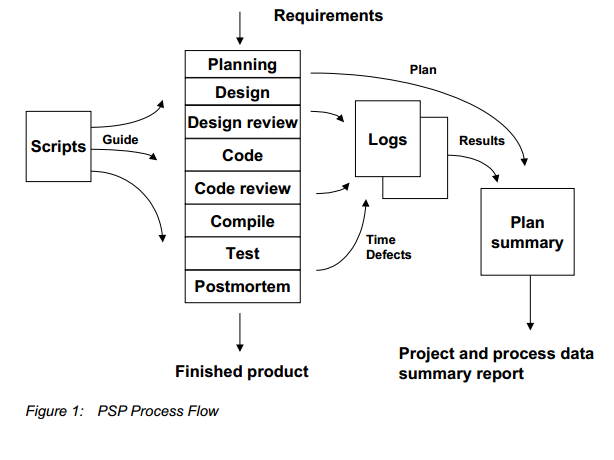 Requirements
Planning
Design
Design review
Code
Code review
Compile
Test
Postmortem
Finished product
Scripts
Guide
Plan
Logs
Results
Time
Defects
Plan
summary
Project and process data
summary report
Figure 1: PSP Process Flow